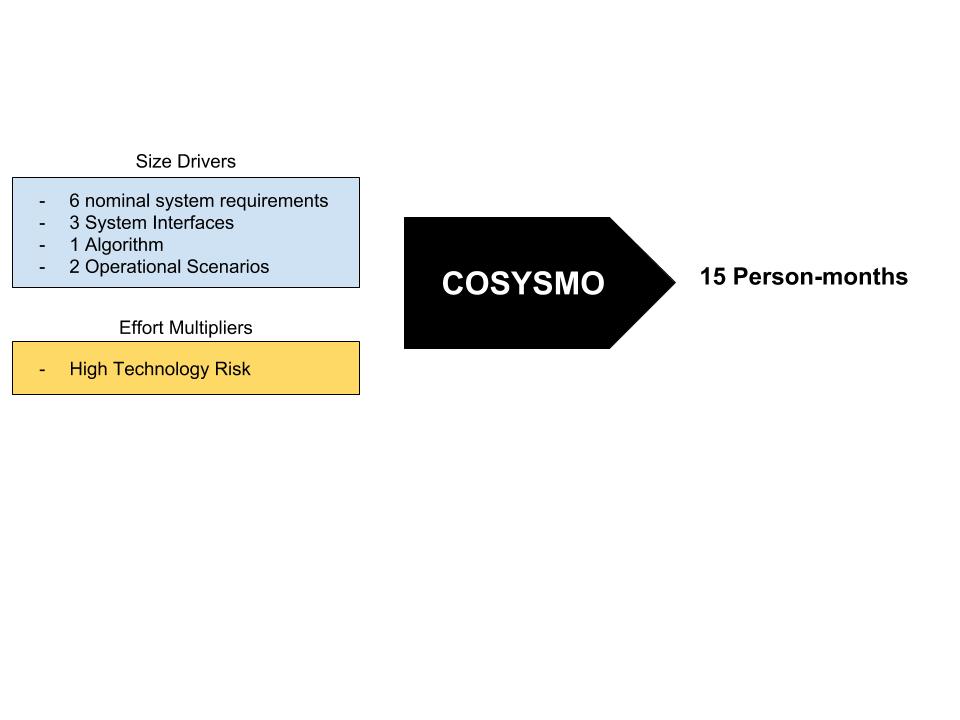 Size Drivers
- 6 nominal system requirements
- 3 System Interfaces
- 1 Algorithm
- 2 Operational Scenarios
Effort Multipliers
- High Technology Risk
COSYSMO
15 Person-months